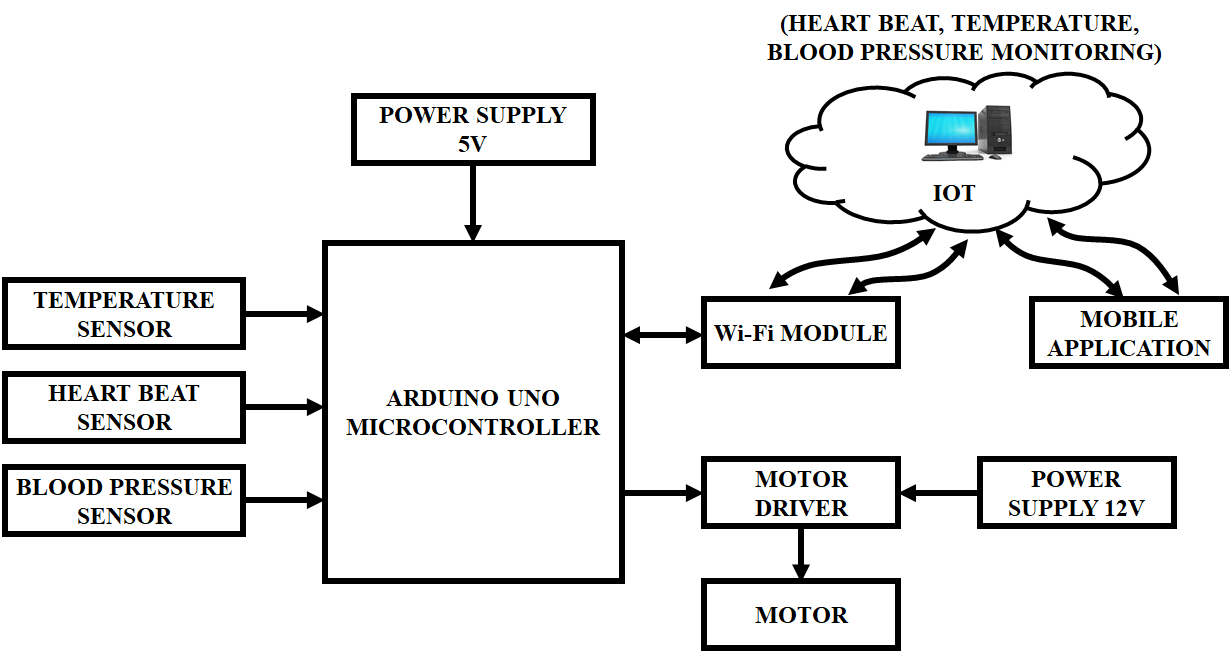 (HEART BEAT, TEMPERATURE,
BLOOD PRESSURE MONITORING)
POWER SUPPLY
5V
IOT
TEMPERATURE
SENSOR
HEART BEAT
SENSOR
BLOOD PRESSURE
SENSOR
ARDUINO UNO
MICROCONTROLLER
Wi-Fi MODULE
MOBILE
APPLICATION
MOTOR
DRIVER
POWER
SUPPLY 12V
MOTOR